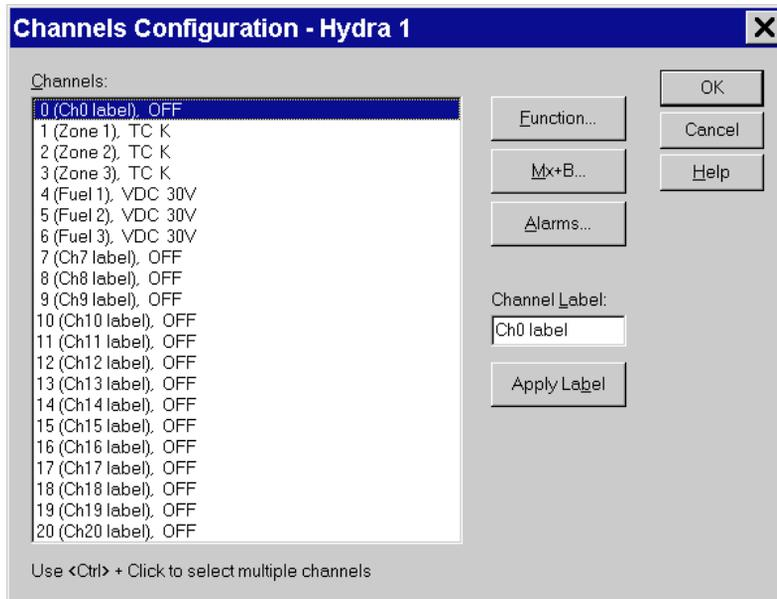 Channels Configuration - Hydra 1
Channels:
0 (Ch0 label), OFF
1 (Zone 1), TC K
2 (Zone 2), TC K
3 (Zone 3), TC K
4 (Fuel 1), VDC 30V
5 (Fuel 2), VDC 30V
6 (Fuel 3), VDC 30V
7 (Ch7 label), OFF
8 (Ch8 label), OFF
9 (Ch9 label), OFF
10 (Ch10 label), OFF
11 (Ch11 label), OFF
12 (Ch12 label), OFF
13 (Ch13 label), OFF
14 (Ch14 label), OFF
15 (Ch15 label), OFF
16 (Ch16 label), OFF
17 (Ch17 label), OFF
18 (Ch18 label), OFF
19 (Ch19 label), OFF
20 (Ch20 label), OFF
Use <Ctrl> + Click to select multiple channels
Function...
Mx+B...
Alarms...
Channel Label:
Ch0 label
Apply Label
OK
Cancel
Help